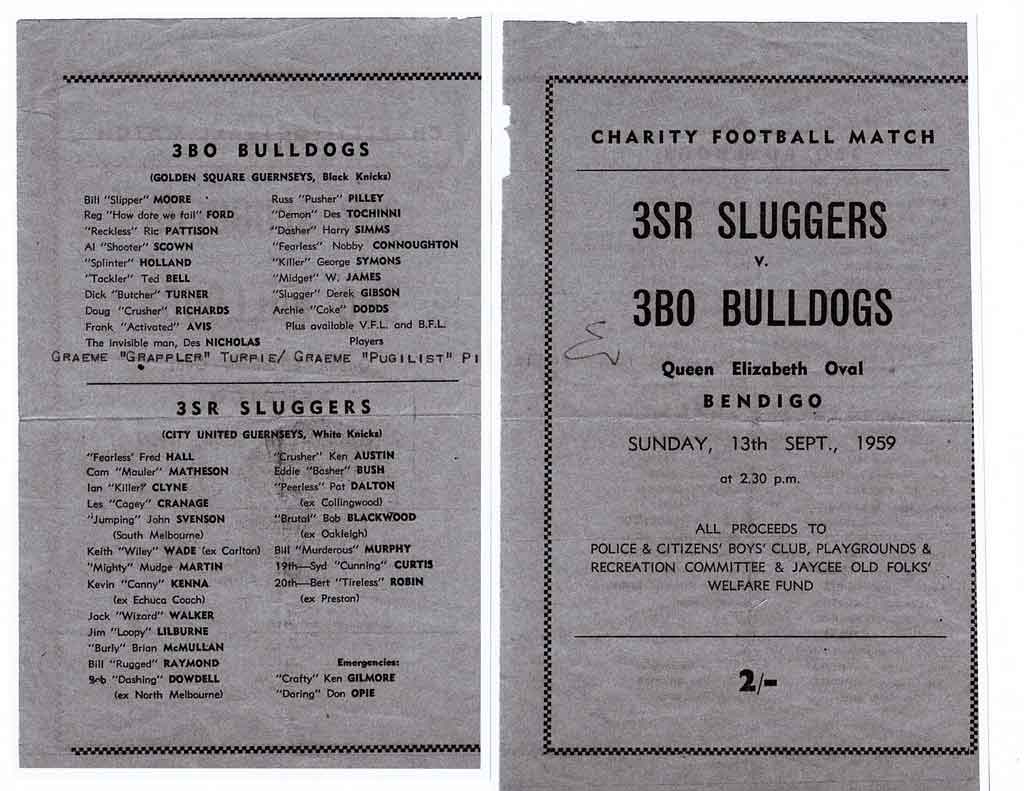 3BO BULLDOGS
(GOLDEN SQUARE GUERNSEYS, Black Knicks)
Bill "Slipper" MOORE
Reg "How dare we fail" FORD
"Reckless" Ric PATTISON
Al "Shooter" SCOWN
"Splinter" HOLLAND
"Tackler" Ted BELL
Dick "Butcher" TURNER
Doug "Crusher" RICHARDS
Frank "Activated" AVIS
The invisible man, Des NICHOLAS
Russ "Pusher" PILLEY
"Demon" Des TOCHINNI
"Dasher" Harry SIMMS
"Fearless" Nobby CONNOUGHTON
"Killer" George SYMONS
"Midget" W. JAMES
"Slugger" Derek GIBSON
Archie "Coke" DODDS
Plus available V.F.L. and B.F.L.
Players
GRAEME "GRAPPLER" TURPIE/ GRAEME "PUGILIST" PI
3SR SLUGGERS
(CITY UNITED GUERNSEYS, White Knicks)
"Fearless' Fred HALL
Cam "Mauler" MATHESON
Ian "Killer" CLYNE
Les "Cagey" CRANAGE
"Jumping" John SVENSON
(South Melbourne)
Keith "Wiley" WADE (ex Carlton)
"Mighty" Mudge MARTIN
Kevin "Canny" KENNA
(ex Echuca Coach)
Jack "Wizard" WALKER
Jim "Loopy" LILBURNE
"Burly" Brian McMULLAN
Bill "Rugged" RAYMOND
Bob "Dashing" DOWDELL
(ex North Melbourne)
"Crusher" Ken AUSTIN
Eddie "Basher" BUSH
"Peerless" Pat DALTON
(ex Collingwood)
"Brutal" Bob BLACKWOOD
(ex Oakleigh)
Bill "Murderous" MURPHY
19th—Syd "Cunning" CURTIS
20th—Bert "Tireless" ROBIN
(ex Preston)
Emergencies:
"Crafty" Ken GILMORE
"Daring" Don OPIE
CHARITY FOOTBALL MATCH
3SR SLUGGERS
v.
3BO BULLDOGS
Queen Elizabeth Oval
BENDIGO
SUNDAY, 13th SEPT., 1959
at 2.30 p.m.
ALL PROCEEDS TO
POLICE & CITIZENS' BOYS' CLUB, PLAYGROUNDS &
RECREATION COMMITTEE & JAYCEE OLD FOLKS'
WELFARE FUND
2/-